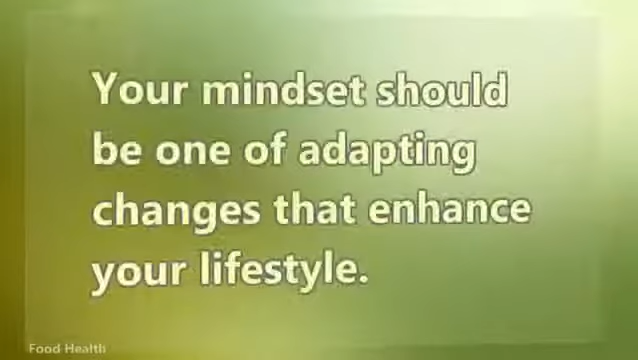 Your mindset should
be one of adapting
changes that enhance
your lifestyle.
Food Health